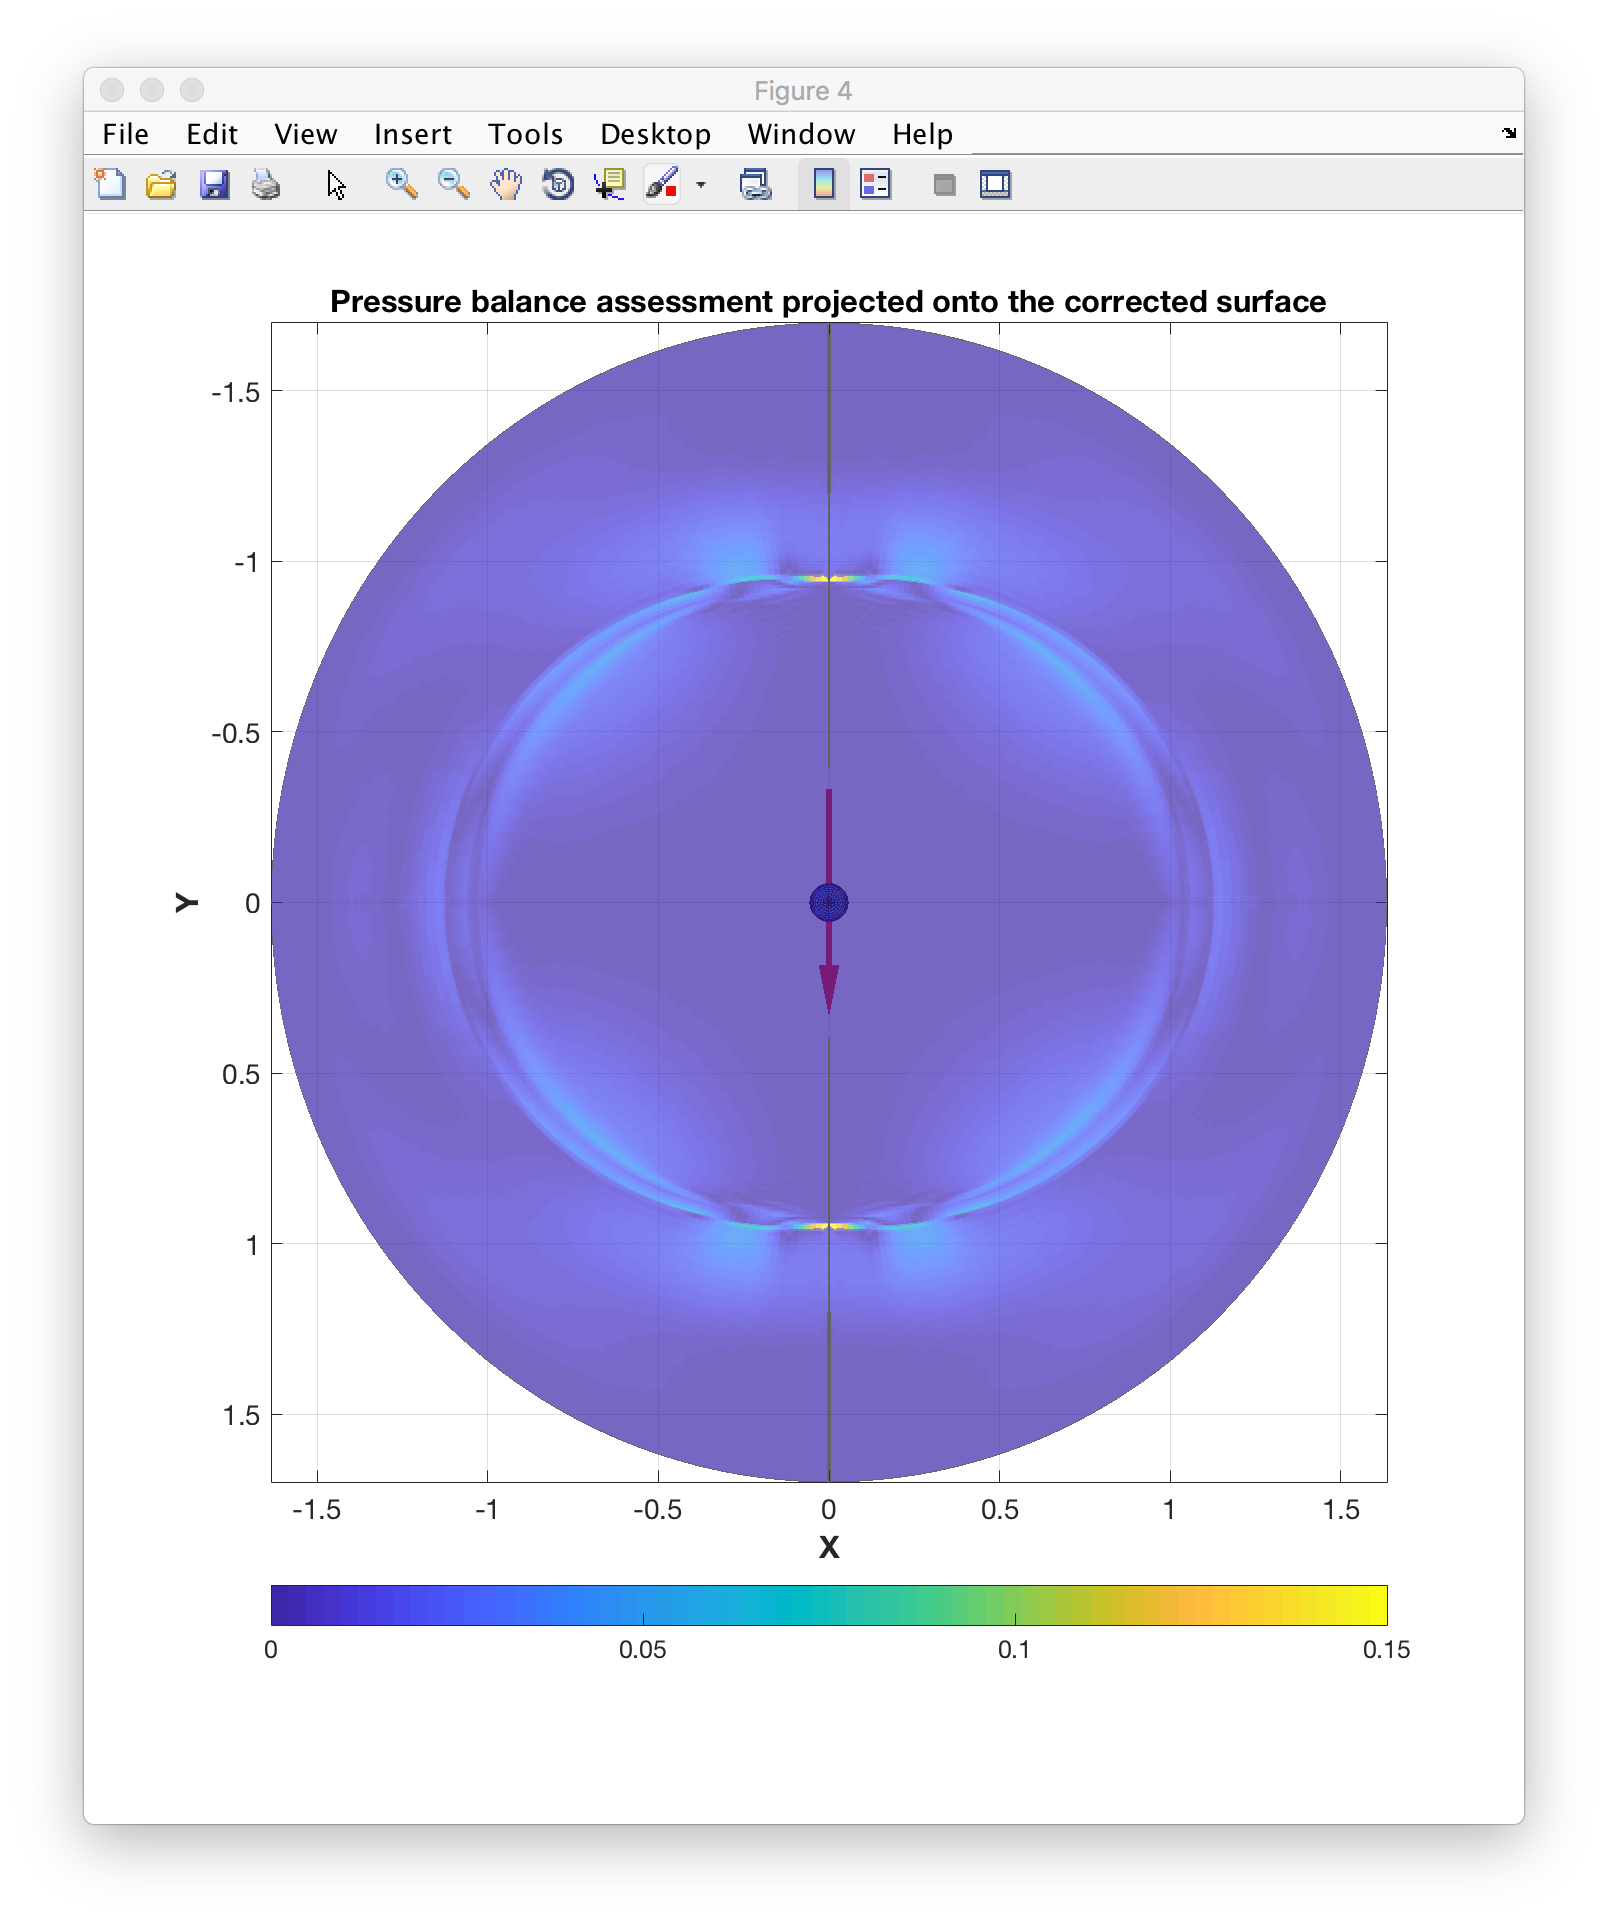 Figure 4
File Edit View Insert Tools Desktop Window Help
Pressure balance assessment projected onto the corrected surface
-1.5
-1
-0.5
0
0.5
1
1.5
Y
-1.5 -1 -0.5 0 0.5 1 1.5
X
0 0.05 0.1 0.15